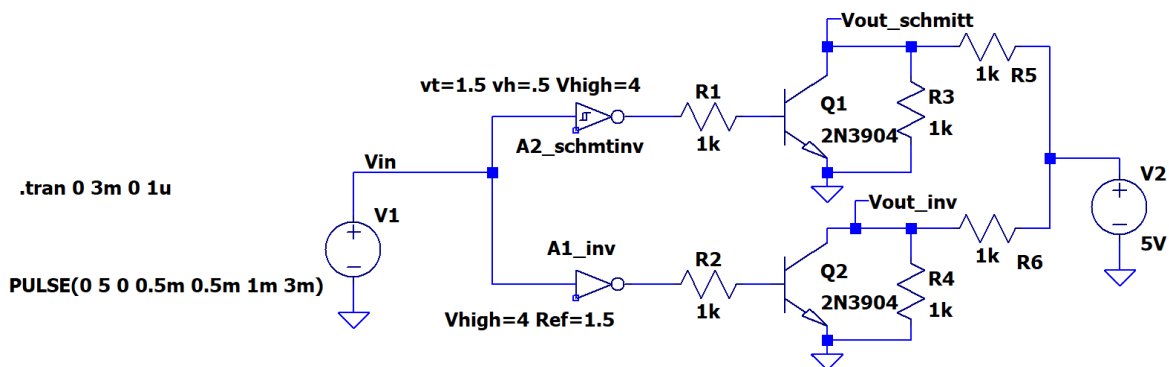 Vout_schmitt
vt=1.5 vh=.5 Vhigh=4
R1
1k
R5
1k
Q1
2N3904
R3
1k
A2_schmtinv
Vin
.tran 0 3m 0 1u
V1
PULSE(0 5 0 0.5m 0.5m 1m 3m)
V2
5V
Vout_inv
A1_inv
R2
1k
1k
R6
Q2
2N3904
R4
1k
Vhigh=4 Ref=1.5